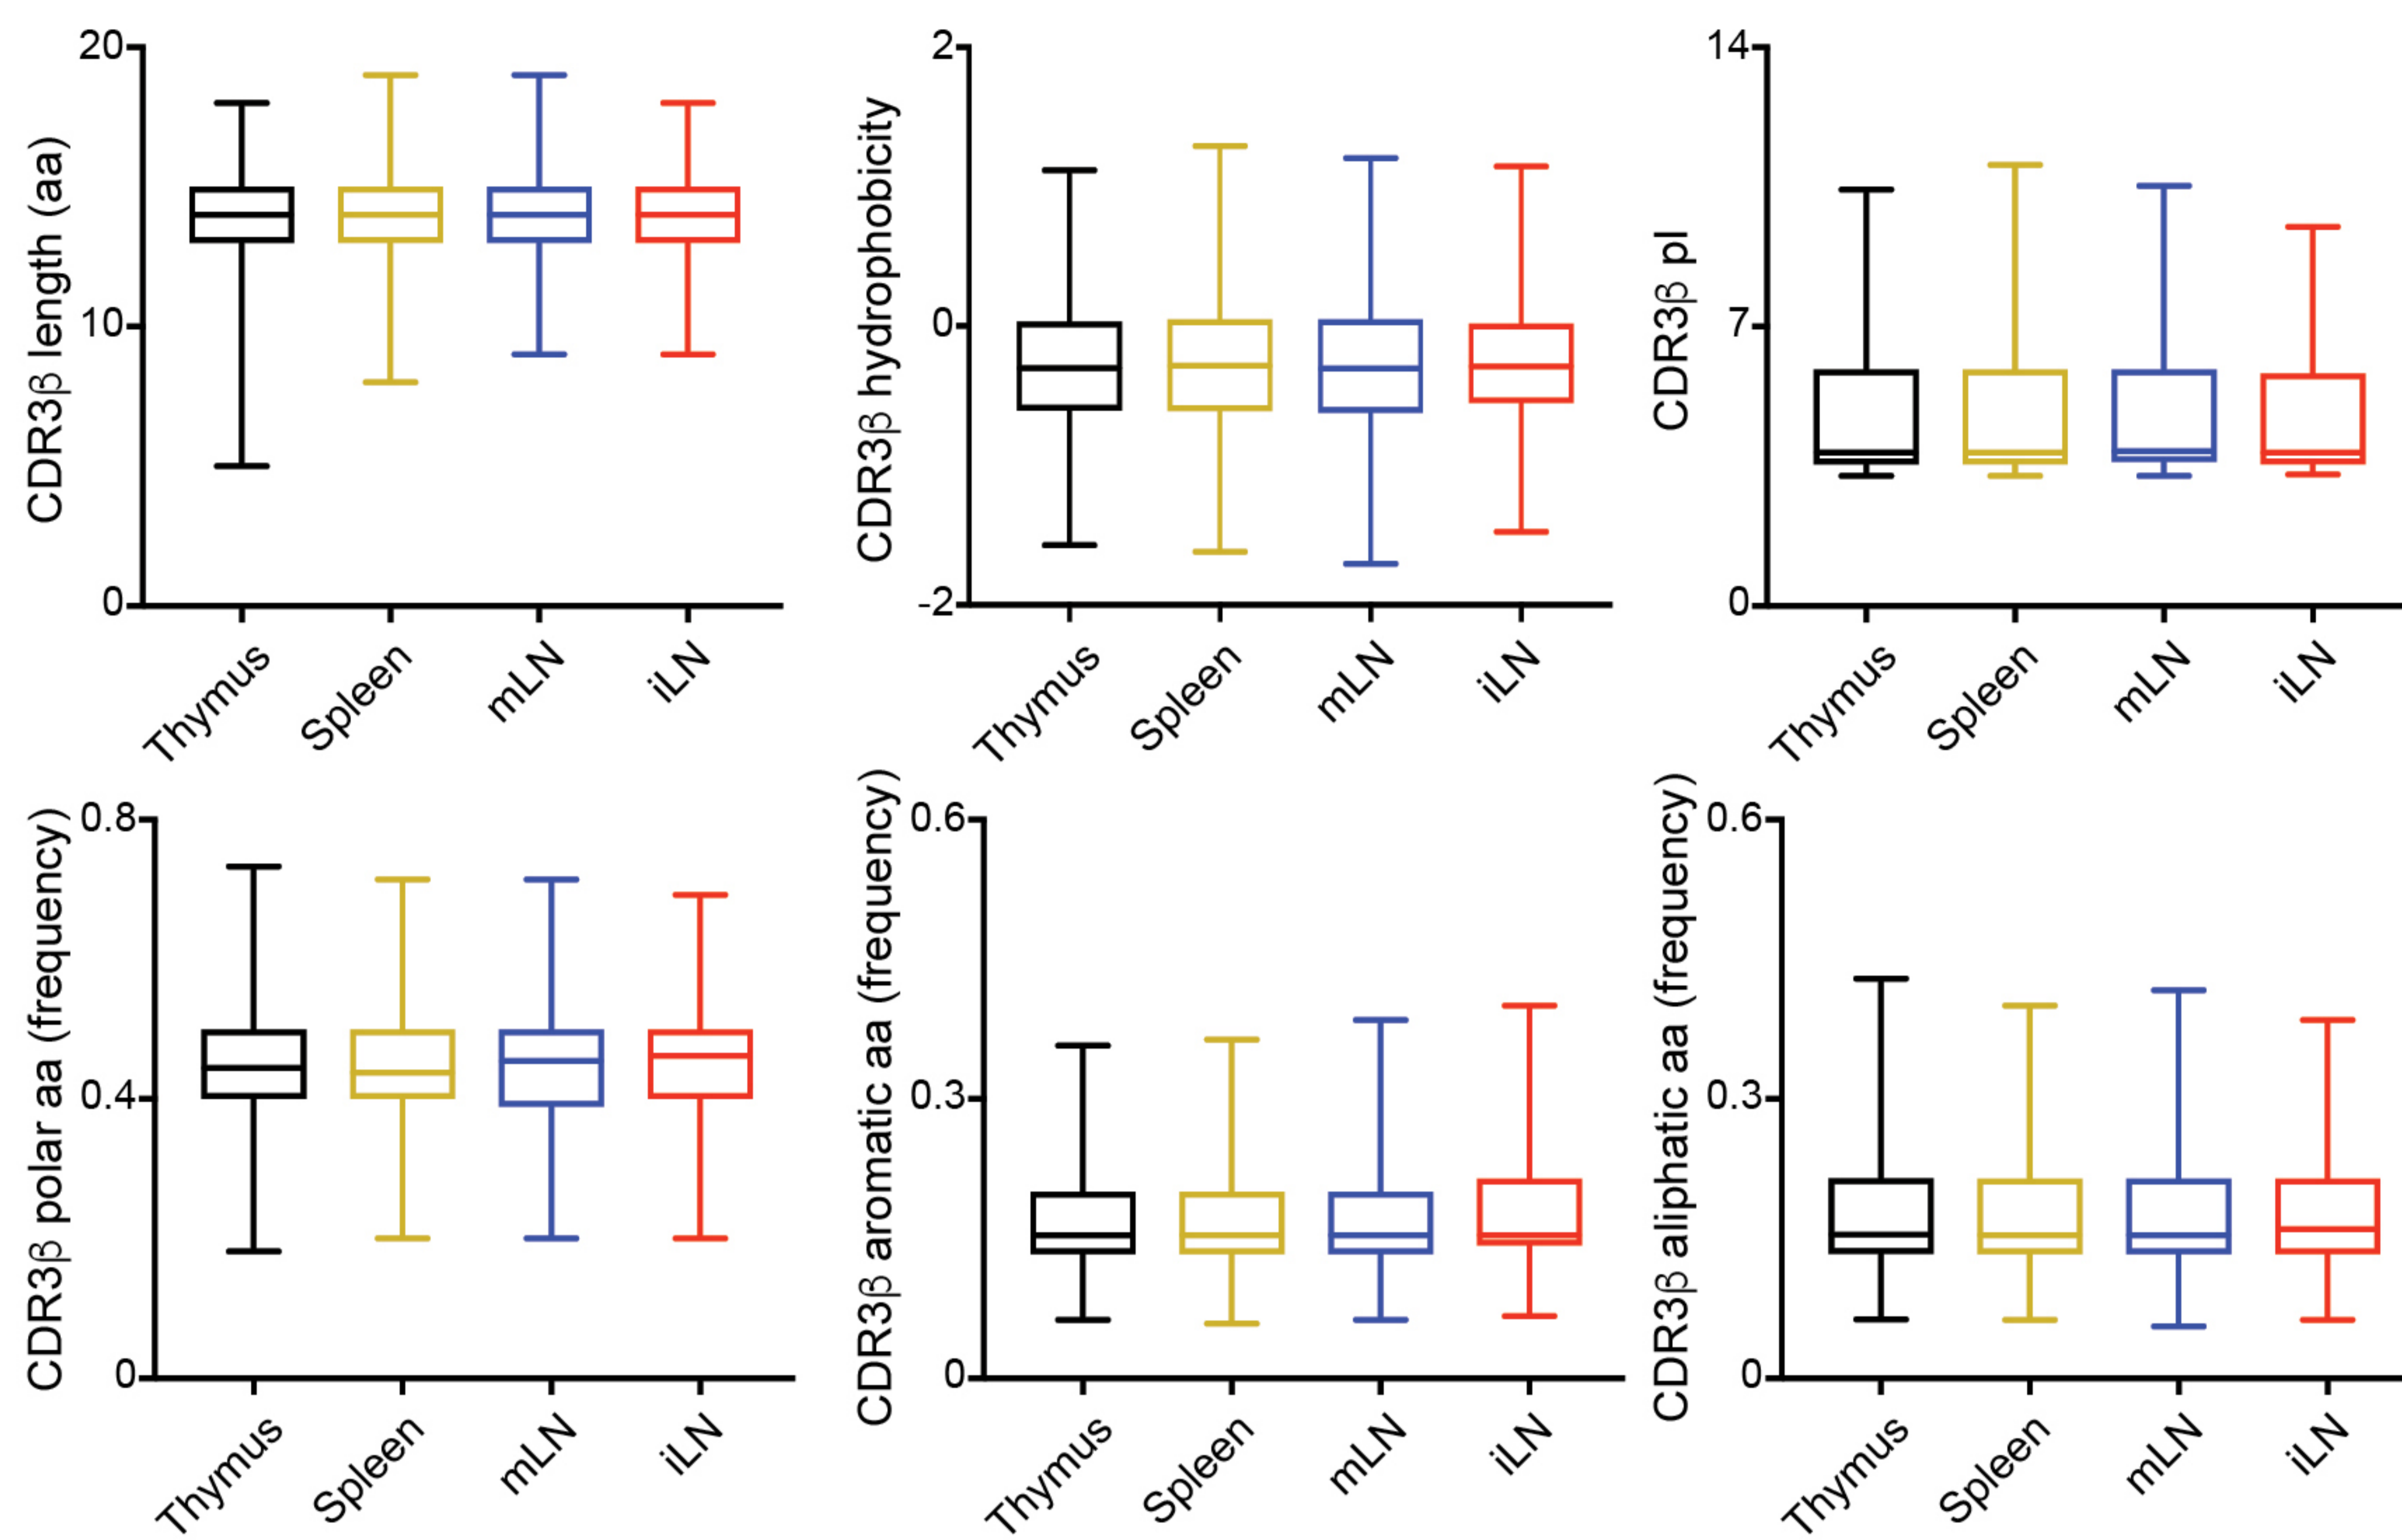 CDR3β length (aa)
20
10
0
Thymus
Spleen
mLN
iLN
CDR3β hydrophobicity
2
0
-2
Thymus
Spleen
mLN
iLN
CDR3β pI
14
7
0
Thymus
Spleen
mLN
iLN
CDR3β polar aa (frequency)
0.8
0.4
0
Thymus
Spleen
mLN
iLN
CDR3β aromatic aa (frequency)
0.6
0.3
0
Thymus
Spleen
mLN
iLN
CDR3β aliphatic aa (frequency)
0.6
0.3
0
Thymus
Spleen
mLN
iLN